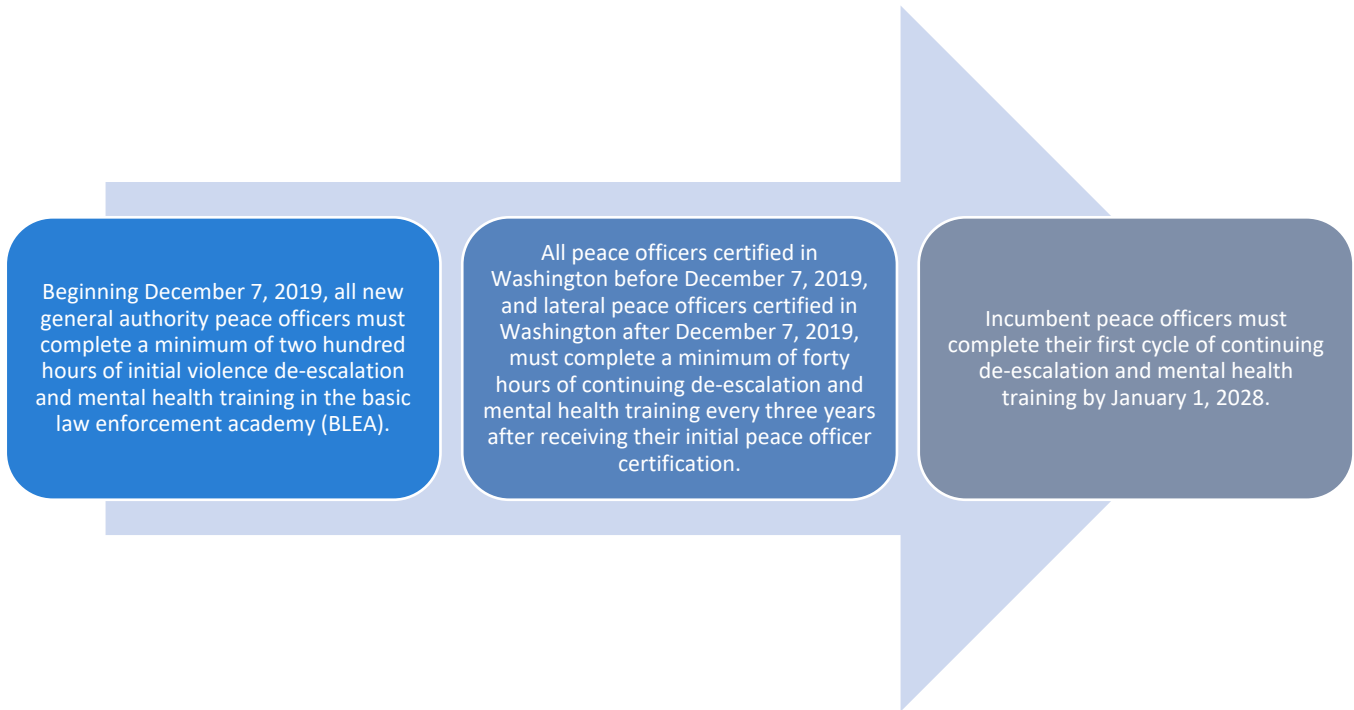 Beginning December 7, 2019, all new
general authority peace officers must
complete a minimum of two hundred
hours of initial violence de-escalation
and mental health training in the basic
law enforcement academy (BLEA).
All peace officers certified in
Washington before December 7, 2019,
and lateral peace officers certified in
Washington after December 7, 2019,
must complete a minimum of forty
hours of continuing de-escalation and
mental health training every three years
after receiving their initial peace officer
certification.
Incumbent peace officers must
complete their first cycle of continuing
de-escalation and mental health
training by January 1, 2028.